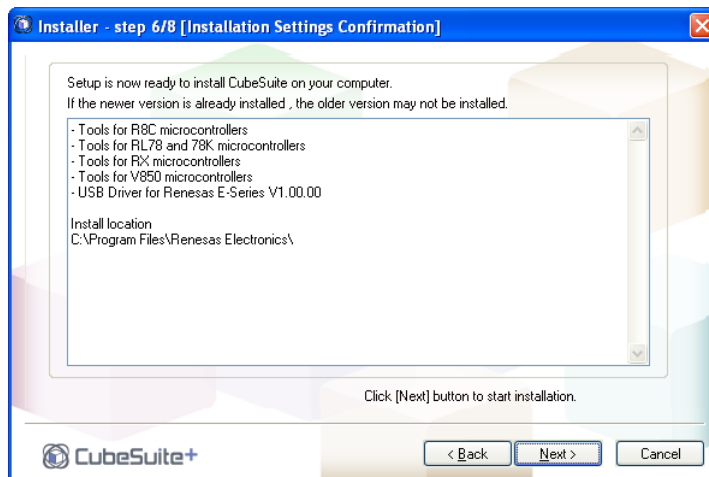 Installer - step 6/8 [Installation Settings Confirmation]
Setup is now ready to install CubeSuite on your computer.
If the newer version is already installed , the older version may not be installed.
- Tools for R8C microcontrollers
- Tools for RL78 and 78K microcontrollers
- Tools for RX microcontrollers
- Tools for V850 microcontrollers
- USB Driver for Renesas E-Series V1.00.00
Install location
C:\Program Files\Renesas Electronics\
Click [Next] button to start installation.
CubeSuite+
< Back
Next >
Cancel